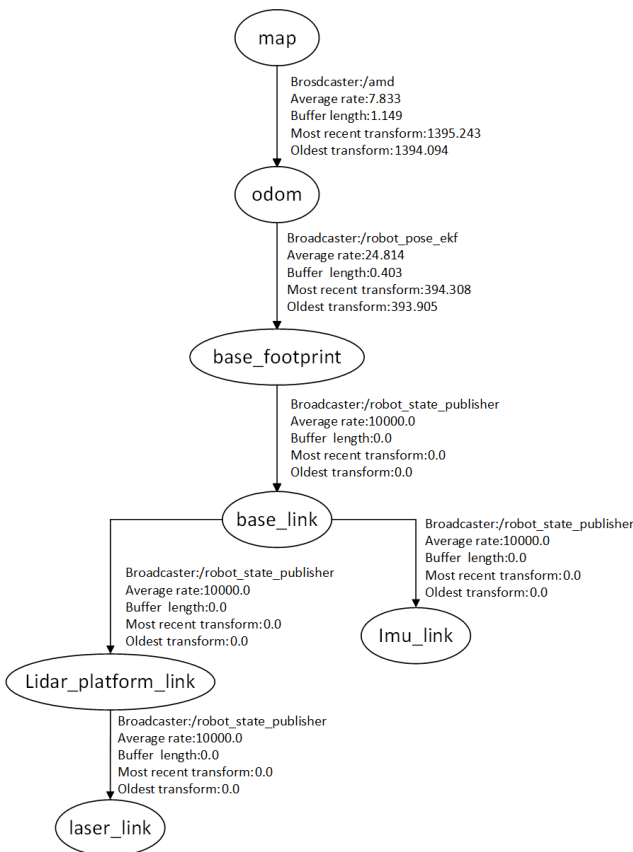 map
Brosdcaster:/amd
Average rate:7.833
Buffer length:1.149
Most recent transform:1395.243
Oldest transform:1394.094
odom
Broadcaster:/robot_pose_ekf
Average rate:24.814
Buffer length:0.403
Most recent transform:394.308
Oldest transform:393.905
base_footprint
Broadcaster:/robot_state_publisher
Average rate:10000.0
Buffer length:0.0
Most recent transform:0.0
Oldest transform:0.0
base_link
Broadcaster:/robot_state_publisher
Average rate:10000.0
Buffer length:0.0
Most recent transform:0.0
Oldest transform:0.0
Imu_link
Broadcaster:/robot_state_publisher
Average rate:10000.0
Buffer length:0.0
Most recent transform:0.0
Oldest transform:0.0
Lidar_platform_link
Broadcaster:/robot_state_publisher
Average rate:10000.0
Buffer length:0.0
Most recent transform:0.0
Oldest transform:0.0
laser_link